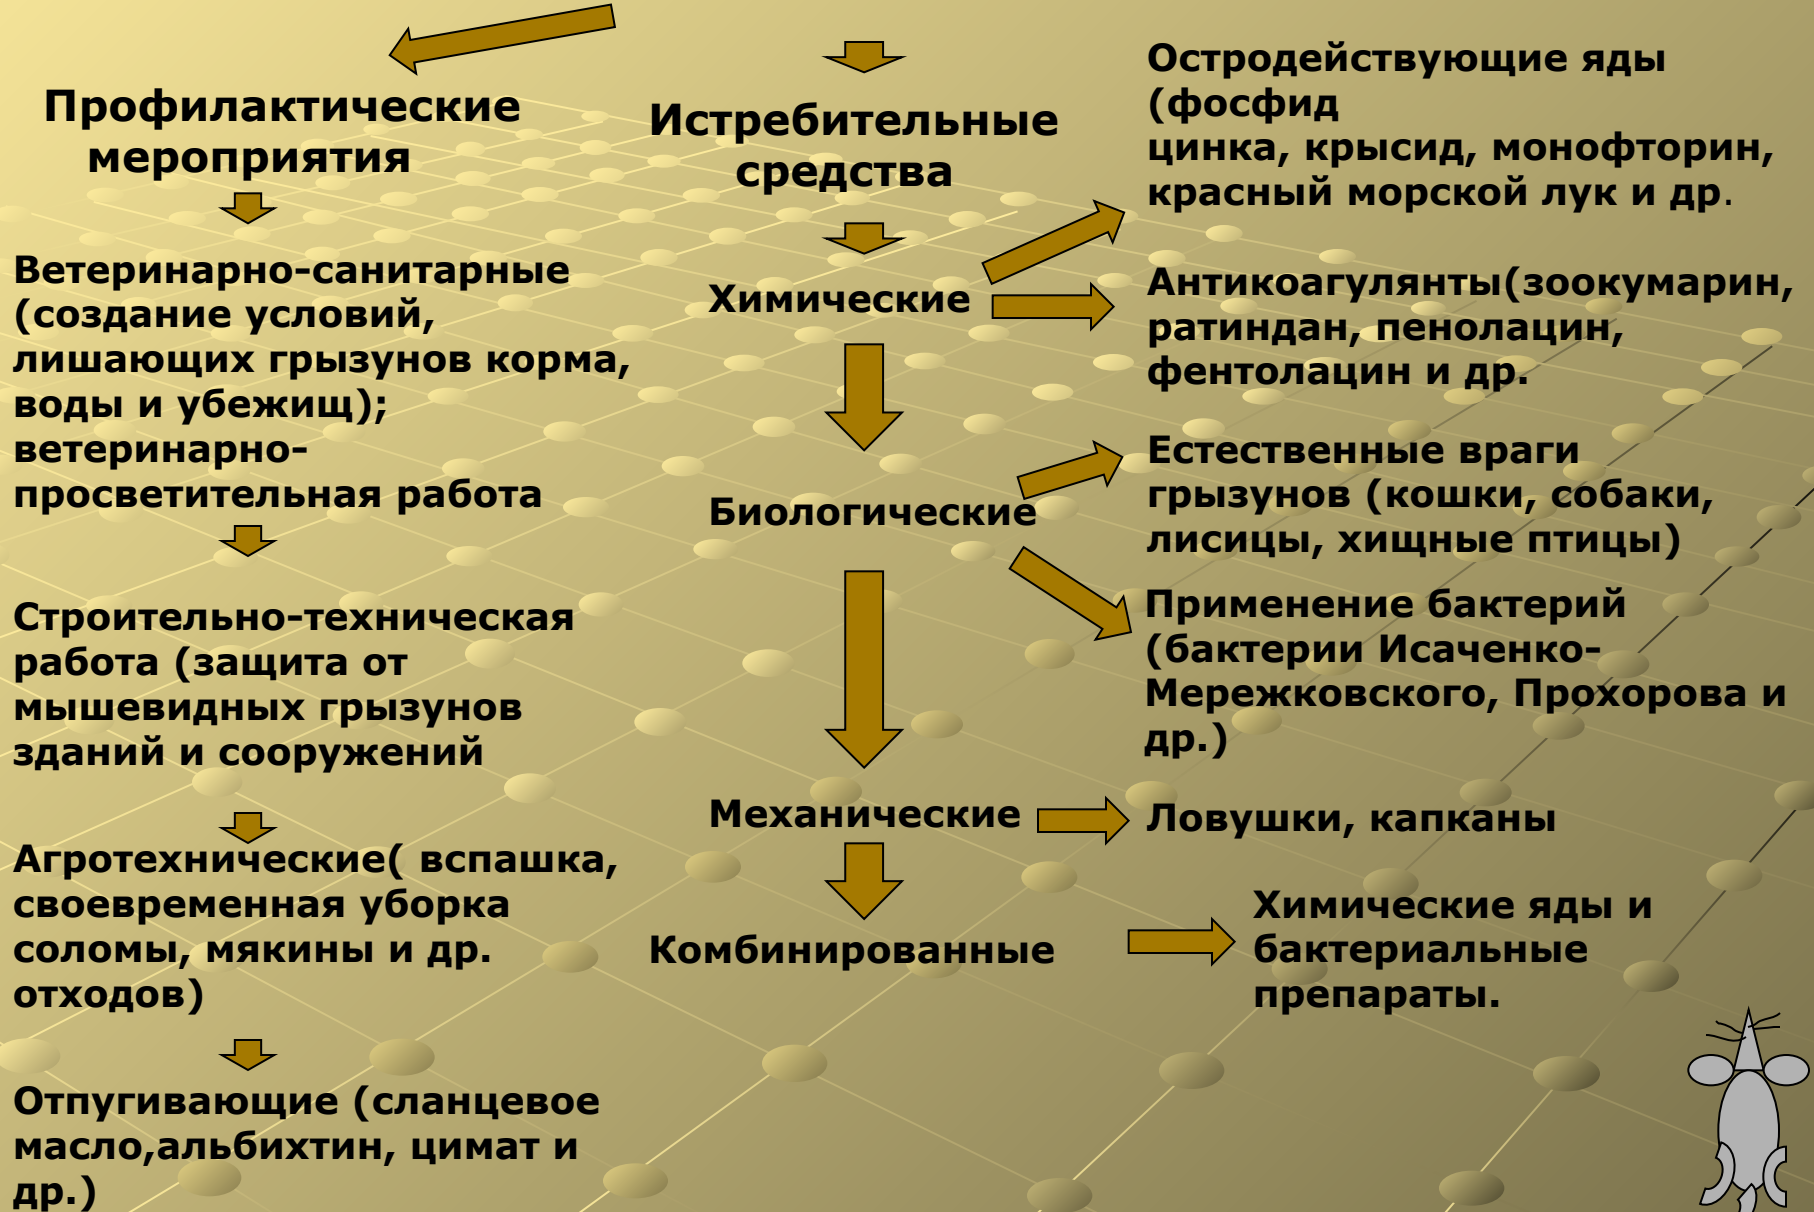 Профилактические
мероприятия
Ветеринарно-санитарные
(создание условий,
лишающих грызунов корма,
воды и убежищ);
ветеринарно-
просветительная работа
Строительно-техническая
работа (защита от
мышевидных грызунов
зданий и сооружений
Агротехнические( вспашка,
своевременная уборка
соломы, мякины и др.
отходов)
Отпугивающие (сланцевое
масло,альбихтин, цимат и
др.)
Истребительные
средства
Химические
Остродействующие яды
(фосфид
цинка, крысид, монофторин,
красный морской лук и др.
Антикоагулянты(зоокумарин,
ратиндан, пенолацин,
фентолацин и др.
Биологические
Естественные враги
грызунов (кошки, собаки,
лисицы, хищные птицы)
Применение бактерий
(бактерии Исаченко-
Мережковского, Прохорова и
др.)
Механические
Ловушки, капканы
Комбинированные
Химические яды и
бактериальные
препараты.